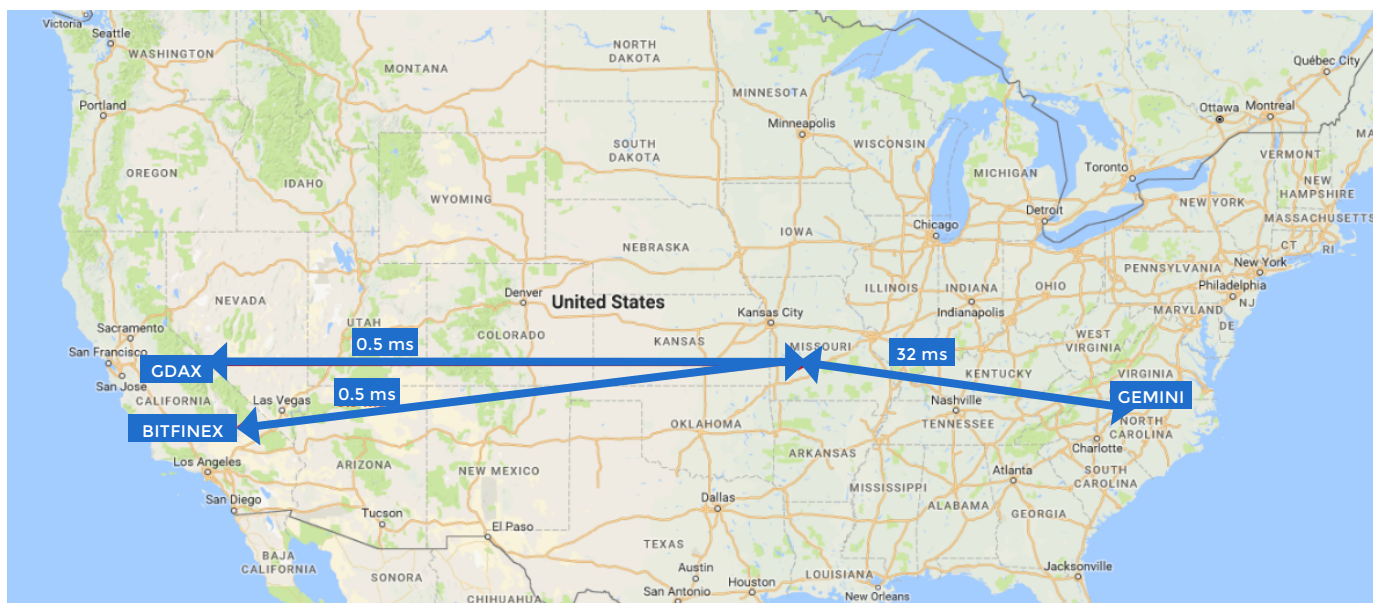 Victoria
Seattle
WASHINGTON
MONTANA
NORTH
DAKOTA
MINNESOTA
Québec City
Ottawa
Montreal
Portland
Minneapolis
WISCONSIN
MICHIGAN
Toronto
VERMONT
MA
SOUTH
DAKOTA
OREGON
IDAHO
WYOMING
NEW
HAMPSHIRE
NEW YORK
MASSACHUSETTS
Chicago
Detroit
IOWA
NEBRASKA
CT
RI
PENNSYLVANIA
New York
Philadelphia
NJ
ILLINOIS
INDIANA
OHIO
NEVADA
Denver
United States
Kansas City
Indianapolis
MARYLAND
DE
UTAH
COLORADO
KANSAS
MISSOURI
WEST
VIRGINIA
Sacramento
San Francisco
San Jose
0.5 ms
32 ms
GDAX
KENTUCKY
VIRGINIA
CALIFORNIA
Las Vegas
0.5 ms
Nashville
TENNESSEE
GEMINI
BITFINEX
OKLAHOMA
NORTH
CAROLINA
Charlotte
Los Angeles
ARIZONA
NEW MEXICO
ARKANSAS
Atlanta
SOUTH
CAROLINA
San Diego
Tucson
El Paso
Dallas
MISSISSIPPI
ALABAMA
GEORGIA
BAJA
CALIFORNIA
SONORA
CHIHUAHUA
TEXAS
Austin
San Antonio
Houston
LOUISIANA
New Orleans
Jacksonville